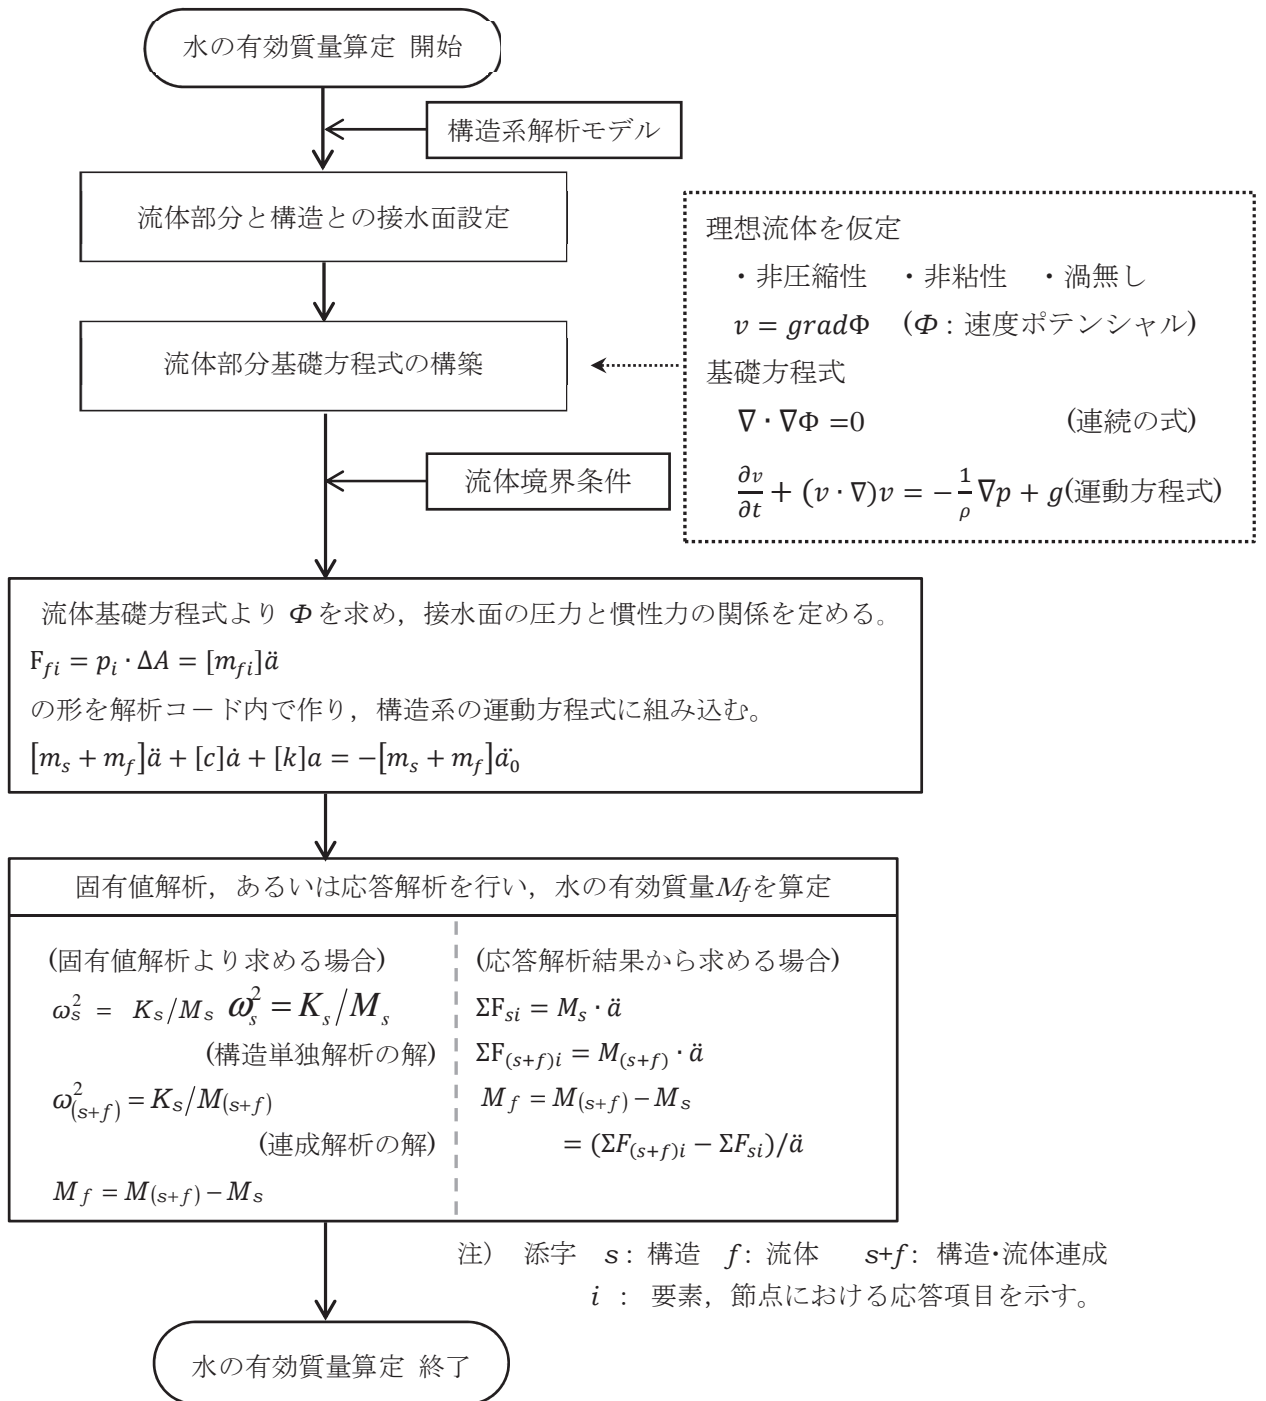 水の有効質量算定 開始
構造系解析モデル
流体部分と構造との接水面設定
流体部分基礎方程式の構築
理想流体を仮定
・非圧縮性 ・非粘性 ・渦無し
v = gradΦ (Φ : 速度ポテンシャル)
基礎方程式
∇ · ∇Φ =0 (連続の式)
∂v/∂t + (v · ∇)v = −1/ρ ∇p + g(運動方程式)
流体境界条件
流体基礎方程式より Φ を求め，接水面の圧力と慣性力の関係を定める。
F_{fi} = p_i · ΔA = [m_{fi}]ä
の形を解析コード内で作り，構造系の運動方程式に組み込む。
[m_s + m_f]ä + [c]ȧ + [k]a = −[m_s + m_f]ä_0
固有値解析，あるいは応答解析を行い，水の有効質量M_fを算定
(固有値解析より求める場合)
ω_s^2 = K_s/M_s ω_s^2 = K_s/M_s
(構造単独解析の解)
ω_{(s+f)}^2 = K_s/M_{(s+f)}
(連成解析の解)
M_f = M_{(s+f)} − M_s
(応答解析結果から求める場合)
ΣF_{si} = M_s · ä
ΣF_{(s+f)i} = M_{(s+f)} · ä
M_f = M_{(s+f)} − M_s
= (ΣF_{(s+f)i} − ΣF_{si})/ä
注） 添字 s : 構造 f : 流体 s+f : 構造・流体連成
i : 要素，節点における応答項目を示す。
水の有効質量算定 終了